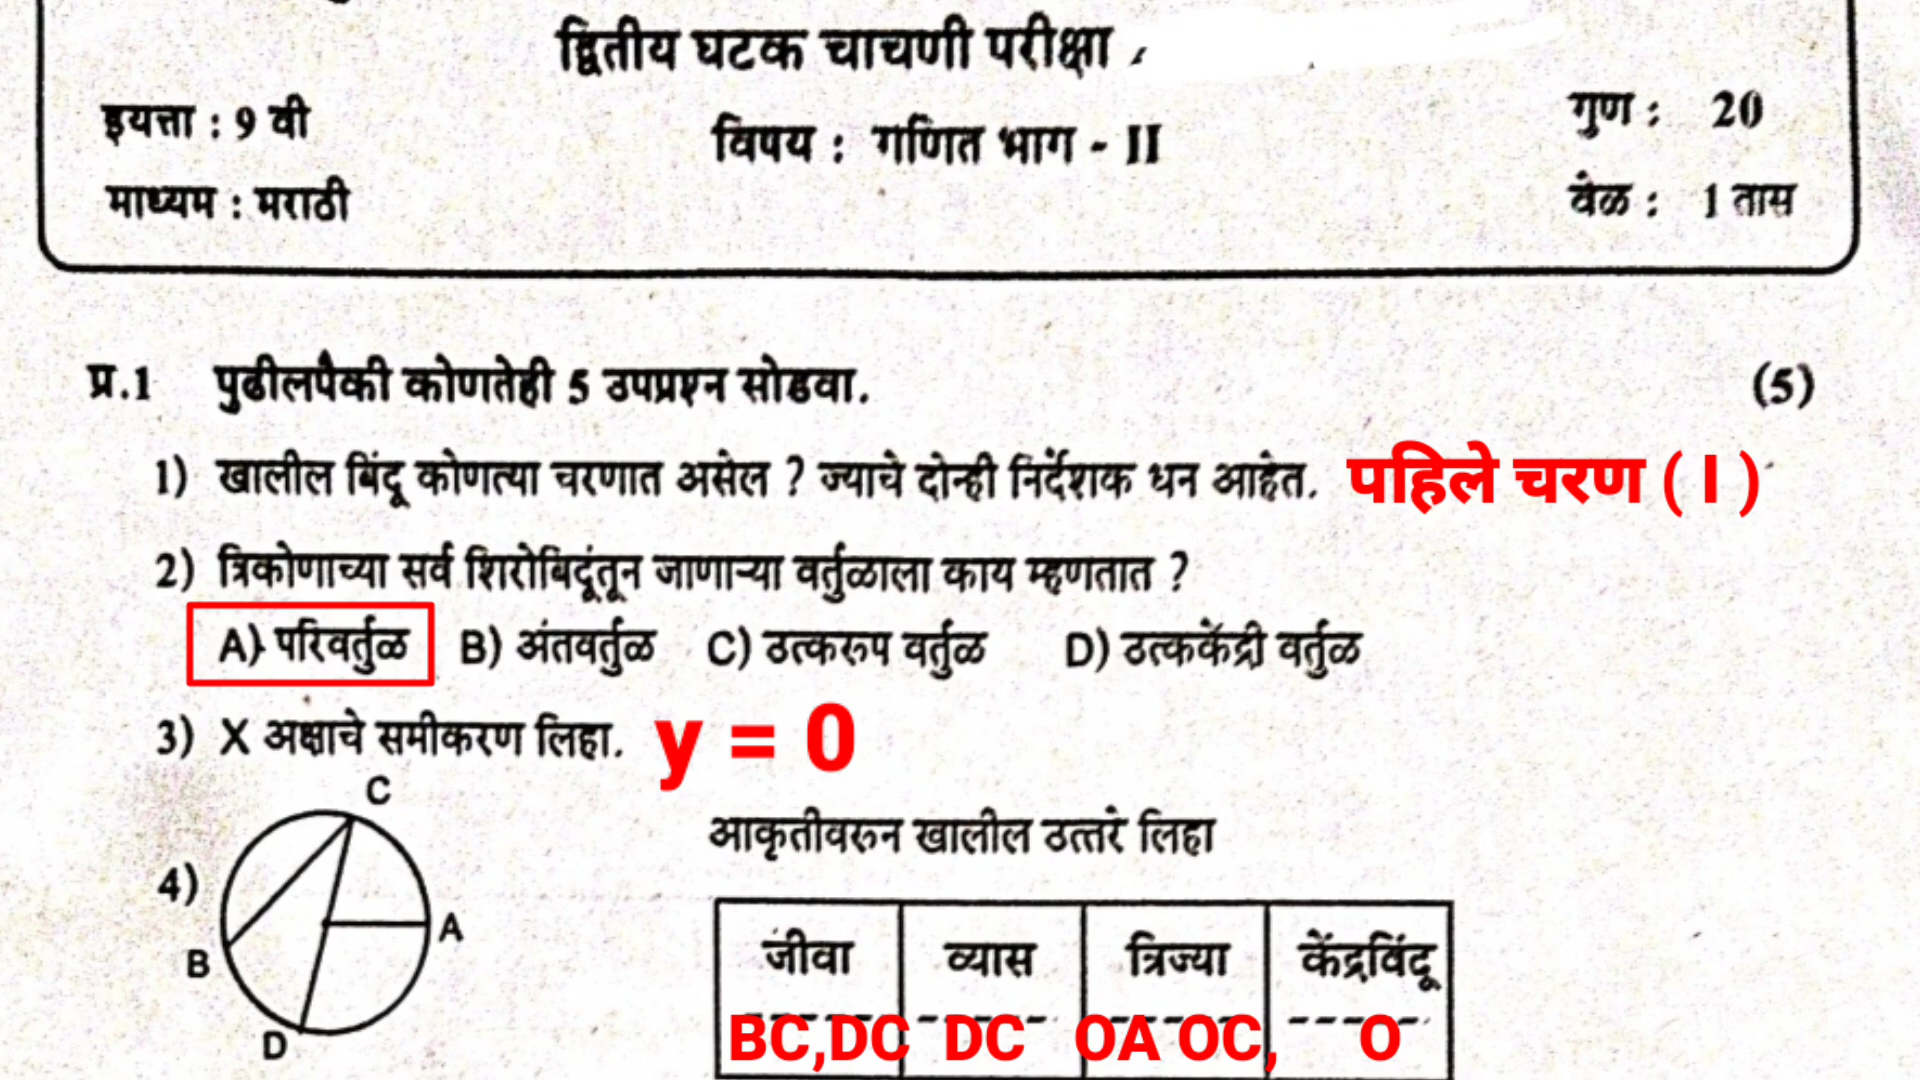 द्वितीय घटक चाचणी परीक्षा
इयत्ता : 9 वी
विषय : गणित भाग - II
गुण : 20
माध्यम : मराठी
वेळ : 1 तास
प्र.1 पुढीलपैकी कोणतेही 5 उपप्रश्न सोडवा. (5)
1) खालील बिंदू कोणत्या चरणात असेल ? ज्याचे दोन्ही निर्देशक धन आहेत. पहिले चरण ( I )
2) त्रिकोणाच्या सर्व शिरोबिदूंतून जाणाऱ्या वर्तुळाला काय म्हणतात ?
A) परिवर्तुळ B) अंतवर्तुळ C) उत्करूप वर्तुळ D) उत्ककेंद्री वर्तुळ
3) X अक्षाचे समीकरण लिहा. y = 0
C
आकृतीवरुन खालील उत्तरे लिहा
4)
A
B
D
जीवा व्यास त्रिज्या केंद्रविंदू
BC,DC DC OA OC, O